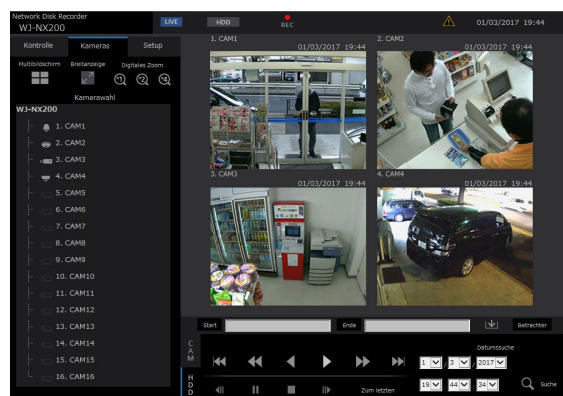 Network Disk Recorder
WJ-NX200
LIVE
HDD
REC
01/03/2017 19:44
Kontrolle Kameras Setup
Multibildschirm Breitanzeige Digitales Zoom
x1 x2 x4
Kamerawahl
WJ-NX200
1. CAM1
2. CAM2
3. CAM3
4. CAM4
5. CAM5
6. CAM6
7. CAM7
8. CAM8
9. CAM9
10. CAM10
11. CAM11
12. CAM12
13. CAM13
14. CAM14
15. CAM15
16. CAM16
1. CAM1
01/03/2017 19:44
2. CAM2
01/03/2017 19:44
3. CAM3
01/03/2017 19:44
4. CAM4
01/03/2017 19:44
Start
Ende
Betrachter
CAM
HDD
Zum letzten
Datumssuche
1 / 3 / 2017
19 : 44 : 34
Suche